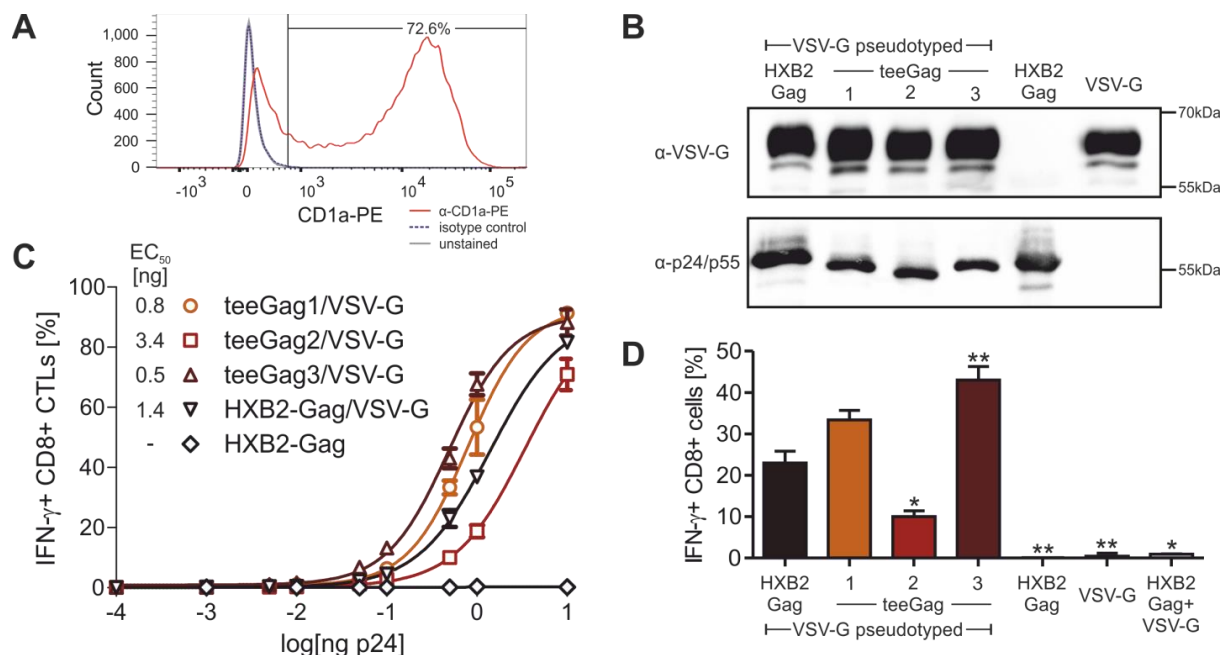 A
72.6%
1,000
800
600
400
200
0
Count
-10³
0
10³
10⁴
10⁵
CD1a-PE
α-CD1a-PE
isotype control
unstained
B
VSV-G pseudotyped
HXB2 Gag
teeGag
1
2
3
HXB2 Gag
VSV-G
α-VSV-G
70kDa
55kDa
α-p24/p55
55kDa
C
EC₅₀
[ng]
0.8 teeGag1/VSV-G
3.4 teeGag2/VSV-G
0.5 teeGag3/VSV-G
1.4 HXB2-Gag/VSV-G
- HXB2-Gag
IFN-γ+ CD8+ CTLs [%]
100
80
60
40
20
0
-4
-3
-2
-1
0
1
log[ng p24]
D
IFN-γ+ CD8+ cells [%]
50
40
30
20
10
0
*
**
**
**
*
HXB2 Gag
1
2
3
teeGag
VSV-G pseudotyped
HXB2 Gag
VSV-G
HXB2 Gag+ VSV-G